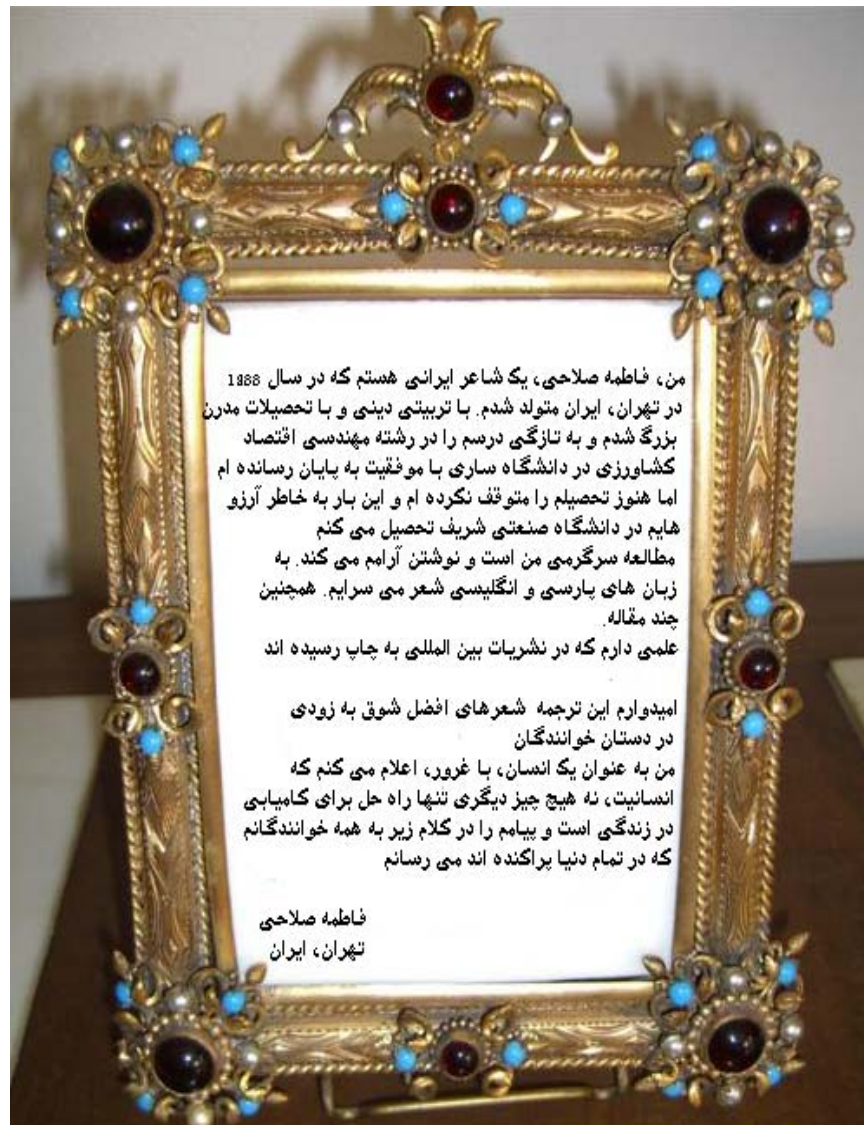 من، فاطمه صلاحی، یک شاعر ایرانی هستم که در سال 1988
در تهران، ایران متولد شدم. با تربیتی دینی و با تحصیلات مدرن
بزرگ شدم و به تازگی درسم را در رشته مهندسی اقتصاد
کشاورزی در دانشگاه ساری با موفقیت به پایان رسانده ام
اما هنوز تحصیلم را متوقف نکرده ام و این بار به خاطر آرزو
هایم در دانشگاه صنعتی شریف تحصیل می کنم
مطالعه سرگرمی من است و نوشتن آرامم می کند. به
زبان های پارسی و انگلیسی شعر می سرایم. همچنین
چند مقاله.
علمی دارم که در نشریات بین المللی به چاپ رسیده اند
امیدوارم این ترجمه شعرهای افضل شوق به زودی
در دستان خوانندگان
من به عنوان یک انسان، با غرور، اعلام می کنم که
انسانیت، نه هیچ چیز دیگری تنها راه حل برای کامیابی
در زندگی است و پیامم را در کلام زیر به همه خوانندگانم
که در تمام دنیا پراکنده اند می رسانم
فاطمه صلاحی
تهران، ایران